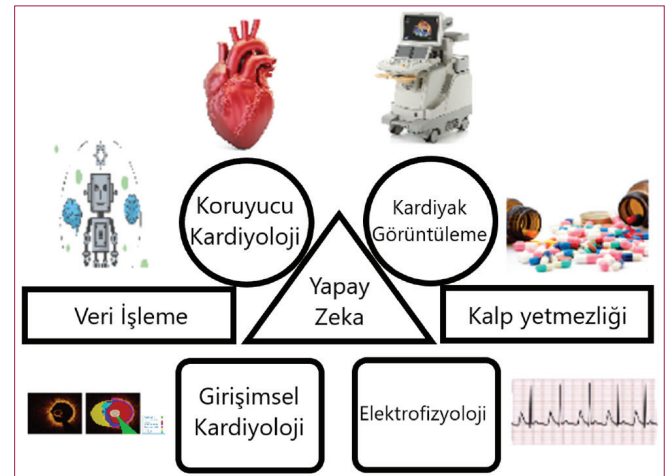 Koruyucu
Kardiyoloji
Kardiyak
Görüntüleme
Yapay
Zeka
Veri İşleme
Kalp yetmezliği
Girişimsel
Kardiyoloji
Elektrofizyoloji